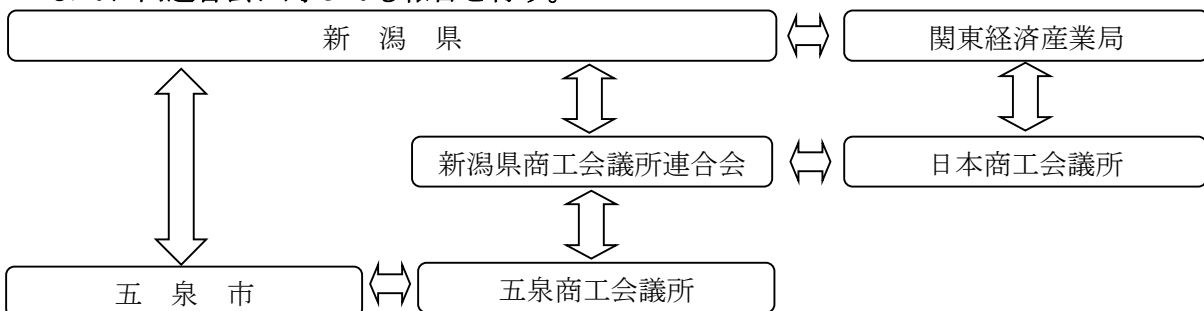 新 潟 県
関東経済産業局
新潟県商工会議所連合会
日本商工会議所
五 泉 市
五泉商工会議所